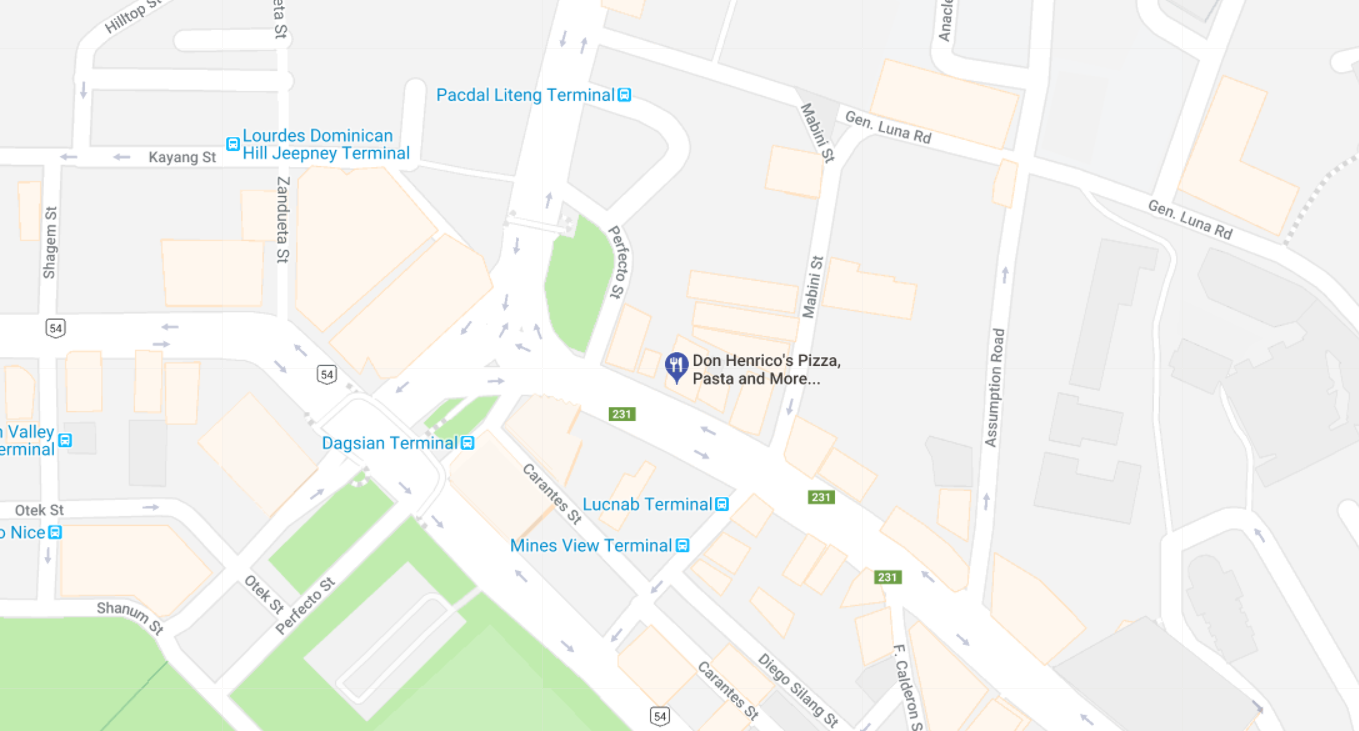 Hilltop St
eta St
Anacle
Pacdal Liteng Terminal
Mabini St
Gen. Luna Rd
Lourdes Dominican
Hill Jeepney Terminal
Kayang St
Zandueta St
Shagem St
Perfecto St
Gen. Luna Rd
Mabini St
54
54
Don Henrico's Pizza,
Pasta and More...
Assumption Road
231
n Valley
erminal
Dagsian Terminal
Carantes St
231
Lucnab Terminal
Otek St
o Nice
Mines View Terminal
231
Otek St
Perfecto St
Shanum St
Diego Silang St
Carantes St
F. Calderon S
54